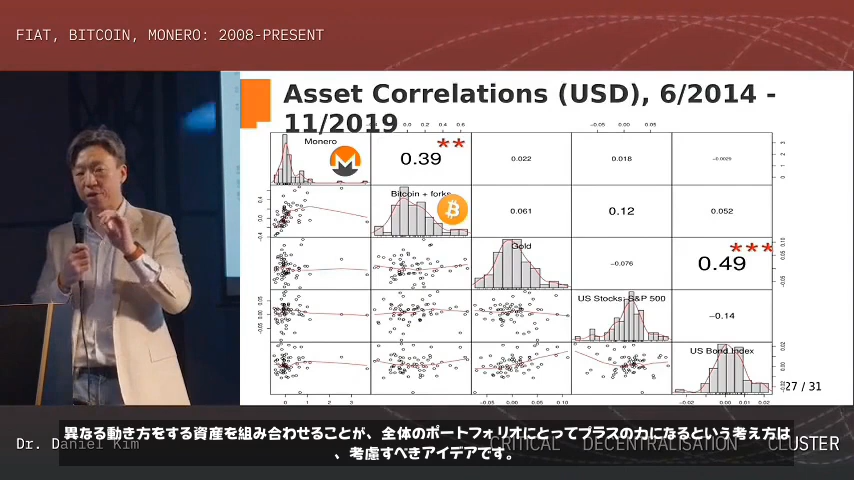 FIAT, BITCOIN, MONERO: 2008-PRESENT
Asset Correlations (USD), 6/2014 -
11/2019
Monero
0.39
**
0.022
0.018
-0.0029
Bitcoin + forks
0.061
0.12
0.052
Gold
-0.076
0.49
***
US Stocks: S&P 500
-0.14
US Bond Index
27 / 31
異なる動き方をする資産を組み合わせることが、全体のポートフォリオにとってプラスの力になるという考え方は
、考慮すべきアイデアです。
Dr. Daniel Kim
CRITICAL DECENTRALISATION CLUSTER